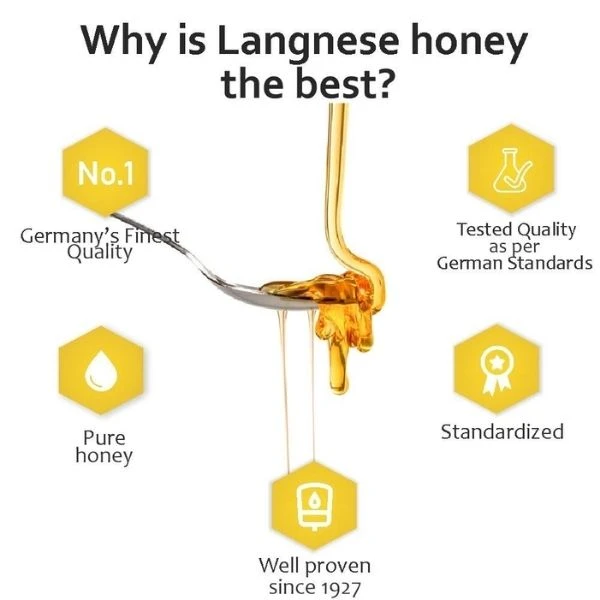 Why is Langnese honey
the best?
No.1
Germany's Finest
Quality
Tested Quality
as per
German Standards
Pure
honey
Standardized
Well proven
since 1927